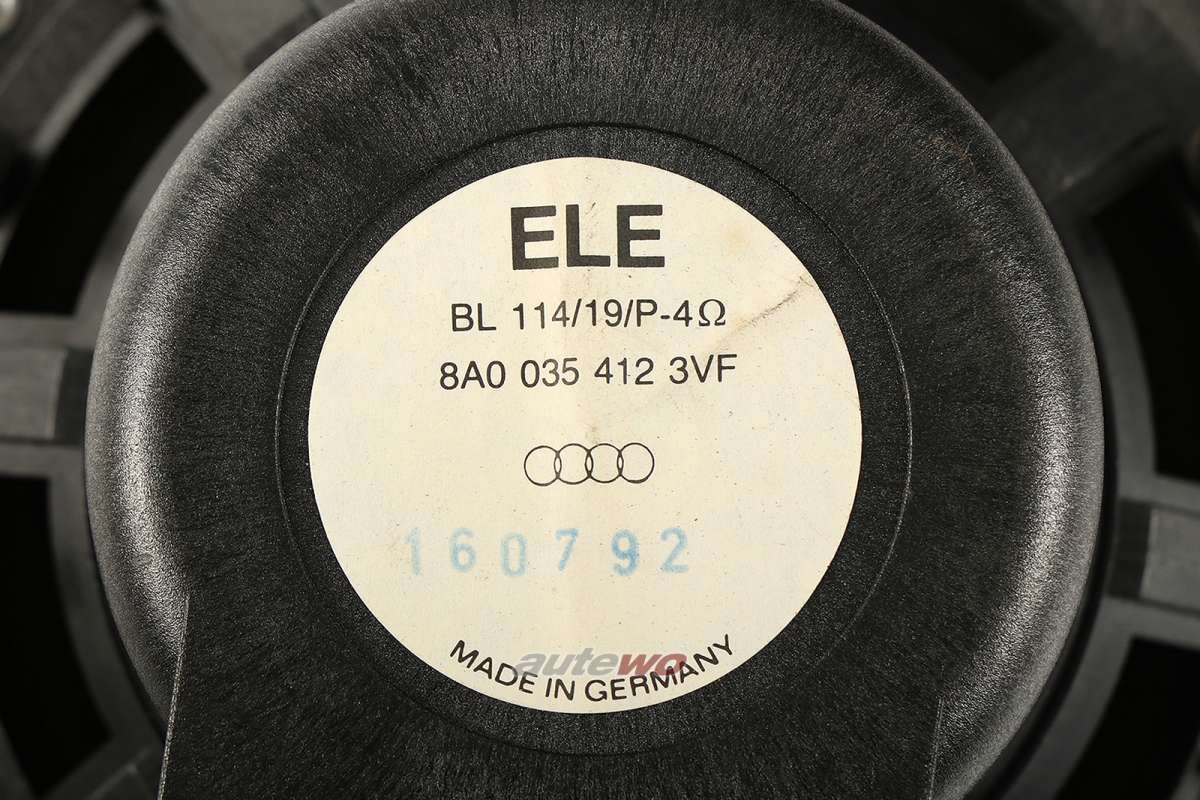 ELE
BL 114/19/P-4Ω
8A0 035 412 3VF
160792
autewo
MADE IN GERMANY